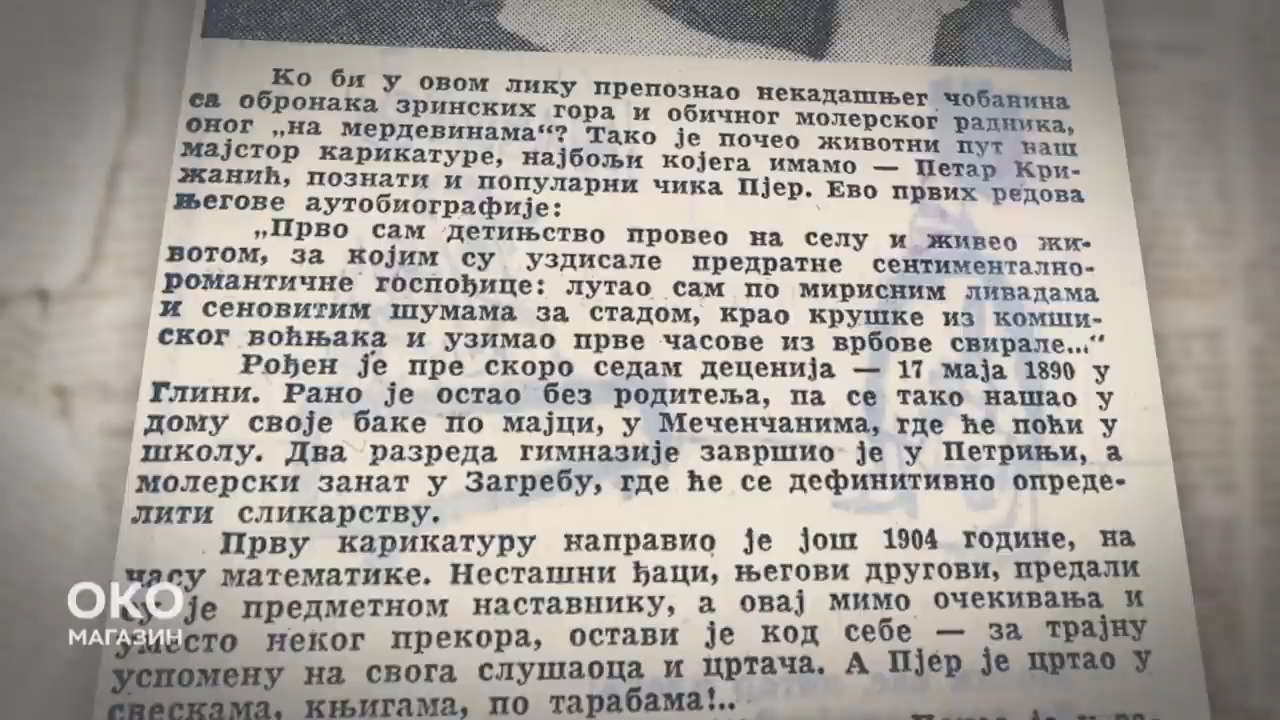 Ко би у овом лику препознао некадашњег чобанина
са обронака зринских гора и обичног молерског радника,
оног „на мердевинама“? Тако је почео животни пут наш
мајстор карикатуре, најбољи којега имамо — Петар Кри-
жанић, познати и популарни чика Пјер. Ево првих редова
његове аутобиографије:
„Прво сам детињство провео на селу и живео жи-
вотом, за којим су уздисале предратне сентиментално-
романтичне госпођице: лутао сам по мирисним ливадама
и сеновитим шумама за стадом, крао крушке из комши-
ског воћњака и узимао прве часове из врбове свирале...“
Рођен је пре скоро седам деценија — 17 маја 1890 у
Глини. Рано је остао без родитеља, па се тако нашао у
дому своје баке по мајци, у Меченчанима, где ће поћи у
школу. Два разреда гимназије завршио је у Петрињи, а
молерски занат у Загребу, где ће се дефинитивно опреде-
лити сликарству.
Прву карикатуру направио је још 1904 године, на
часу математике. Несташни ђаци, његови другови, предали
су је предметном наставнику, а овај мимо очекивања и
уместо неког прекора, остави је код себе — за трајну
успомену на свога слушаоца и цртача. А Пјер је цртао у
свескама, књигама, по тарабама!..
ОКО
МАГАЗИН